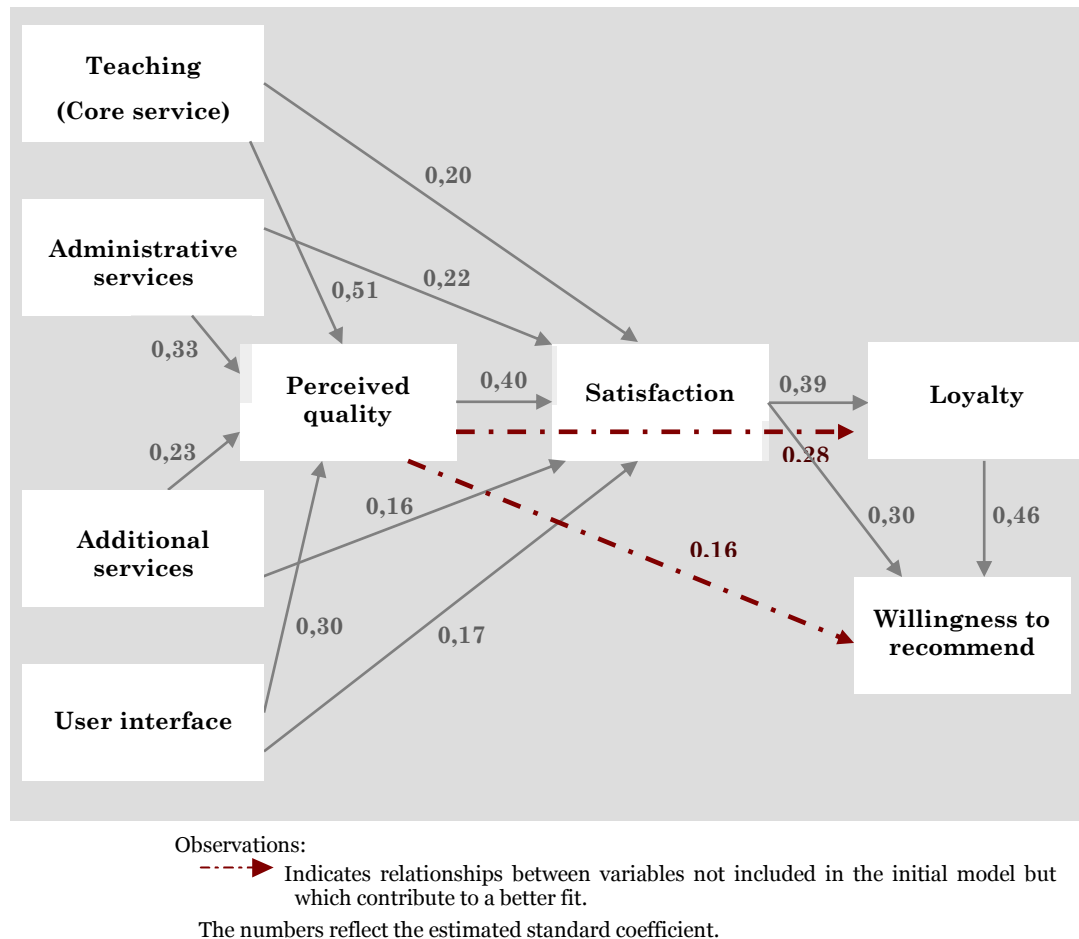 Teaching
(Core service)
0,20
Administrative
services
0,22
0,51
0,33
Perceived
quality
0,40
Satisfaction
0,39
Loyalty
0,28
0,23
0,16
Additional
services
0,30
0,46
0,16
0,30
0,17
Willingness to
recommend
User interface
Observations:
Indicates relationships between variables not included in the initial model but
which contribute to a better fit.
The numbers reflect the estimated standard coefficient.